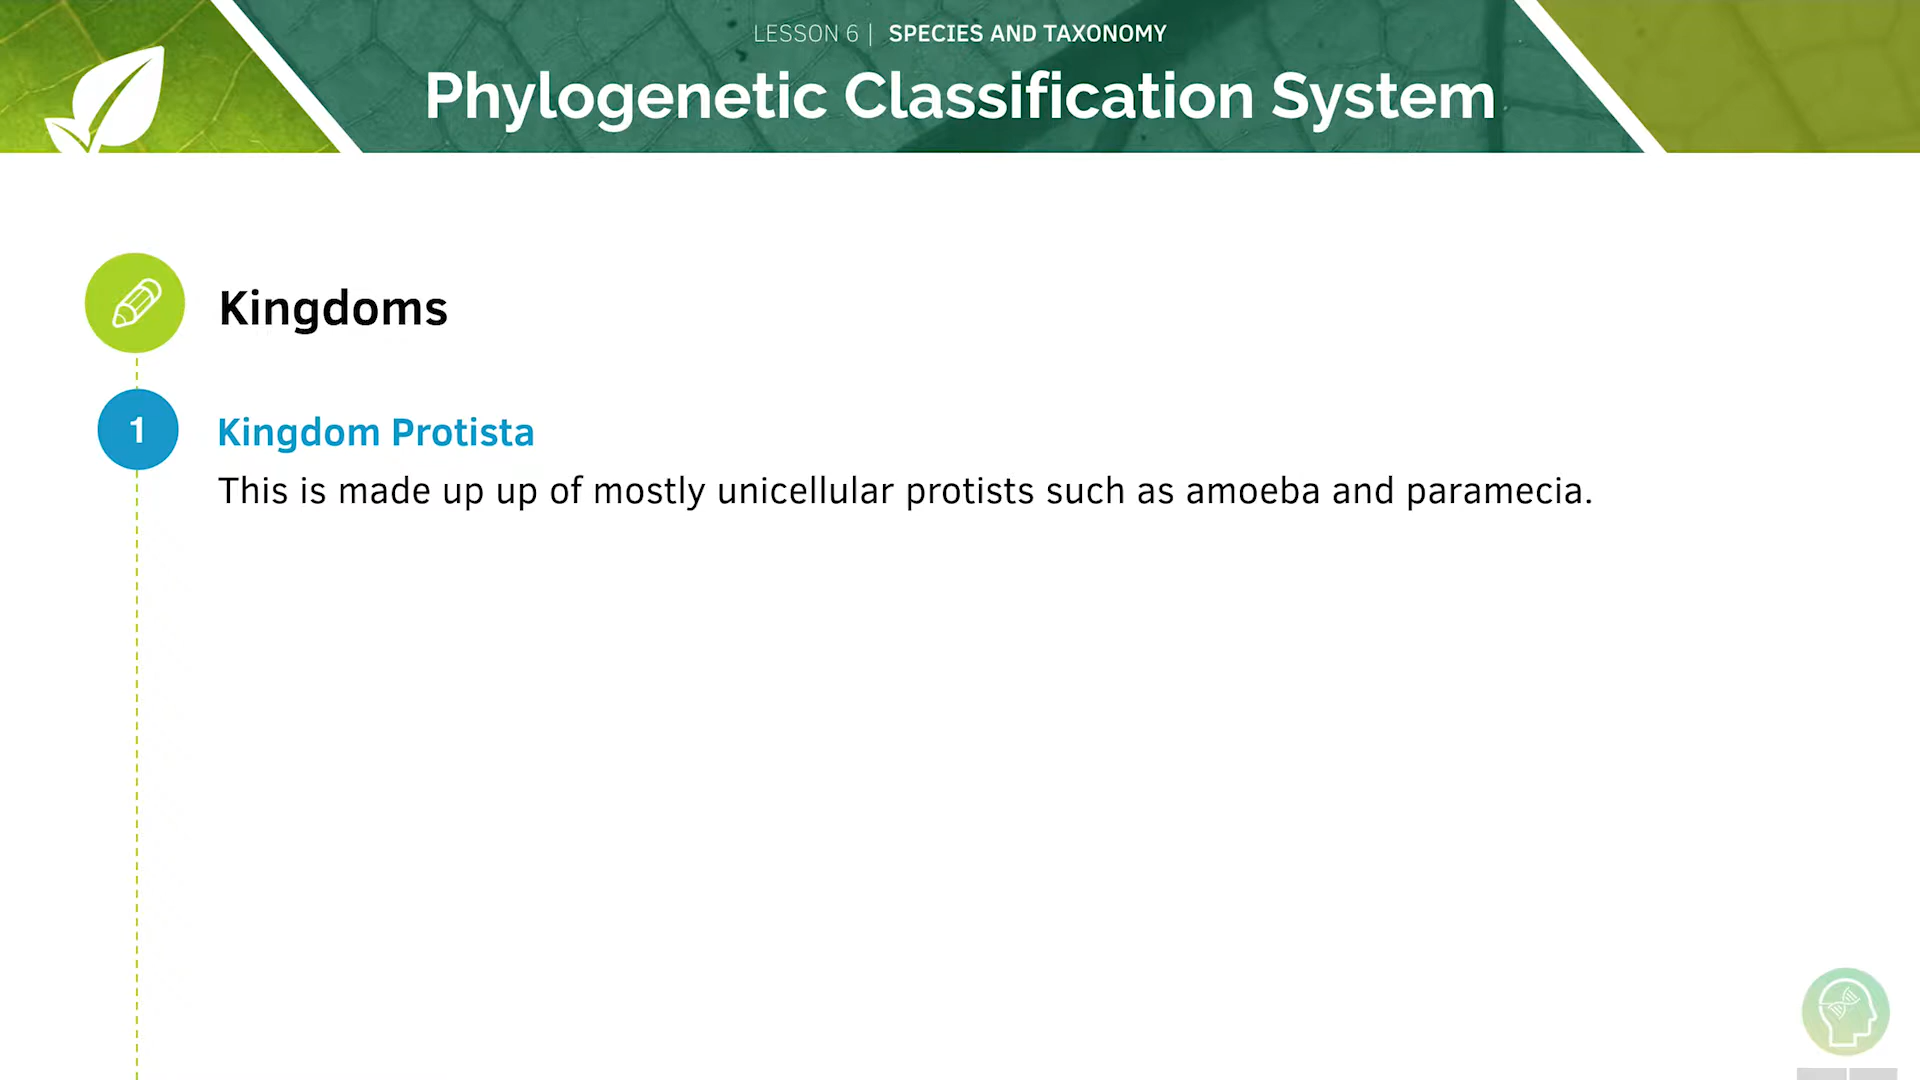 LESSON 6 | SPECIES AND TAXONOMY
Phylogenetic Classification System
Kingdoms
1 Kingdom Protista
This is made up up of mostly unicellular protists such as amoeba and paramecia.